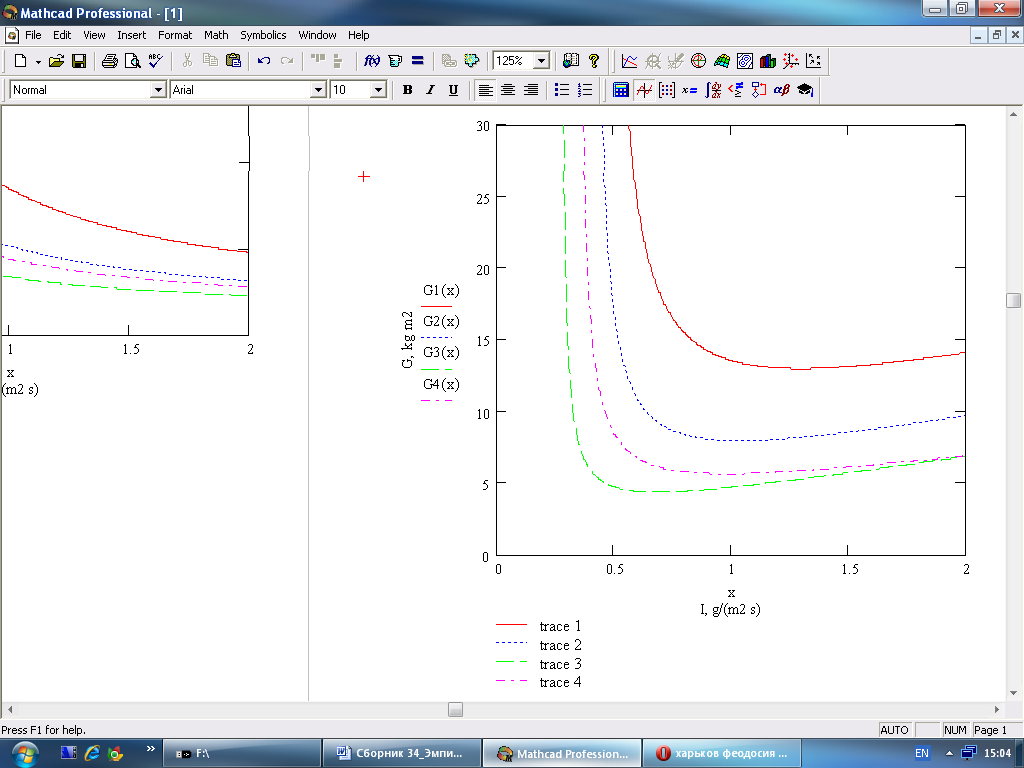 Mathcad Professional - [1]
File Edit View Insert Format Math Symbolics Window Help
125%
Normal Arial 10 B I U
1 1.5 2
x
(m2 s)
30
25
20
15
10
5
0
G, kg m2
G1(x)
G2(x)
G3(x)
G4(x)
0 0.5 1 1.5 2
x
I, g/(m2 s)
trace 1
trace 2
trace 3
trace 4
Press F1 for help. AUTO NUM Page 1
F:\ Сборник 34_Эмпи... Mathcad Profession... харьков феодосия ... EN 15:04